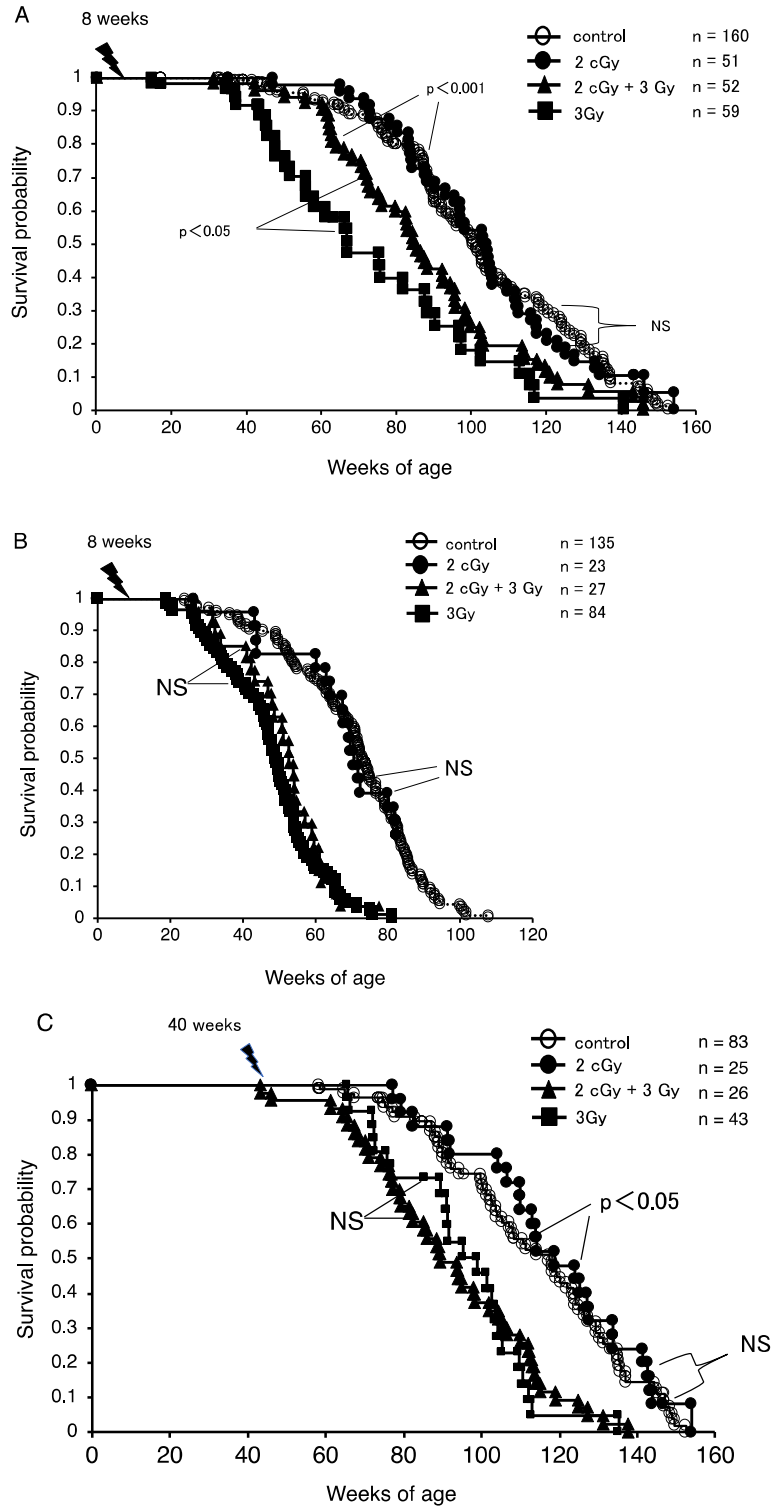 A
8 weeks
control n = 160
2 cGy n = 51
2 cGy + 3 Gy n = 52
3Gy n = 59
1
0.9
0.8
0.7
0.6
0.5
0.4
0.3
0.2
0.1
0
p<0.001
p<0.05
NS
Survival probability
0 20 40 60 80 100 120 140 160
Weeks of age
B
8 weeks
control n = 135
2 cGy n = 23
2 cGy + 3 Gy n = 27
3Gy n = 84
1
0.9
0.8
0.7
0.6
0.5
0.4
0.3
0.2
0.1
0
NS
NS
Survival probability
0 20 40 60 80 100 120
Weeks of age
C
40 weeks
control n = 83
2 cGy n = 25
2 cGy + 3 Gy n = 26
3Gy n = 43
1
0.9
0.8
0.7
0.6
0.5
0.4
0.3
0.2
0.1
0
NS
p<0.05
NS
Survival probability
0 20 40 60 80 100 120 140 160
Weeks of age